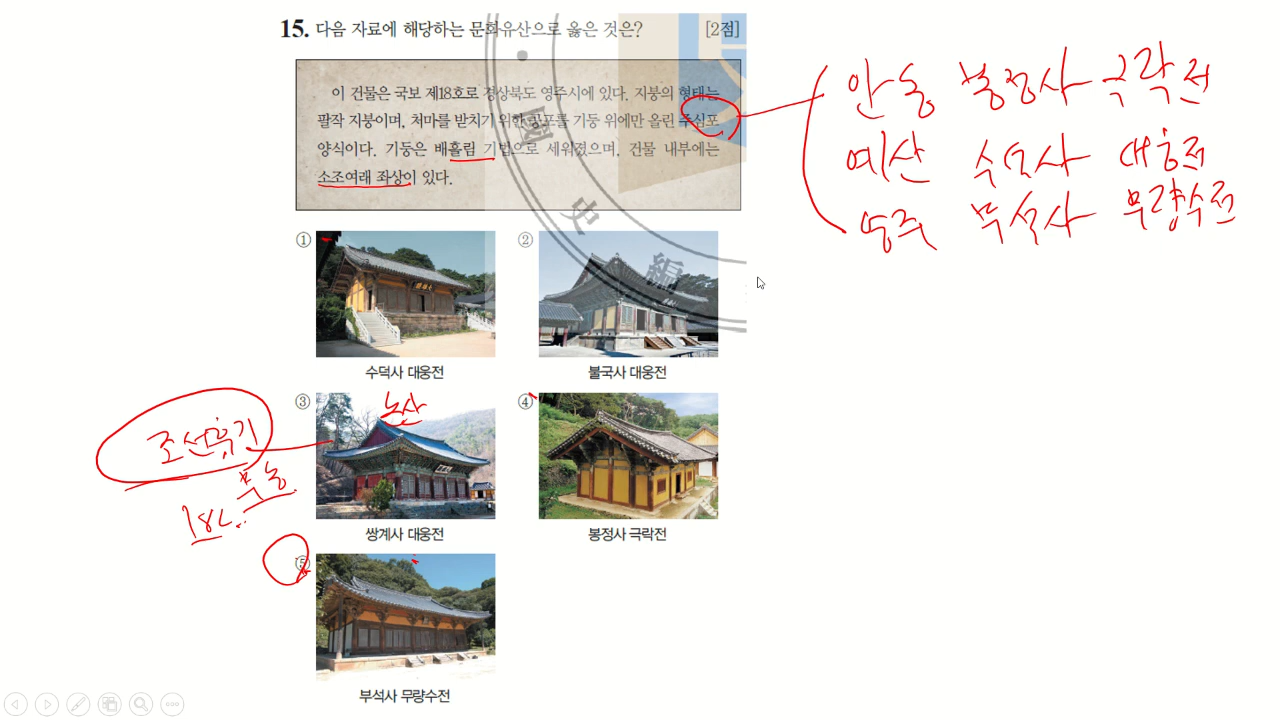 15. 다음 자료에 해당하는 문화유산으로 옳은 것은? [2점]
이 건물은 국보 제18호로 경상북도 영주시에 있다. 지붕의 형태는
팔작 지붕이며, 처마를 받치기 위한 공포를 기둥 위에만 올린 주심포
양식이다. 기둥은 배흘림 기법으로 세워졌으며, 건물 내부에는
소조여래 좌상이 있다.
안동 봉정사 극락전
예산 수덕사 대웅전
영주 부석사 무량수전
國
史
編
①
②
수덕사 대웅전
불국사 대웅전
③
④
논산
조선후기
부농
18c..
쌍계사 대웅전
봉정사 극락전
⑤
부석사 무량수전